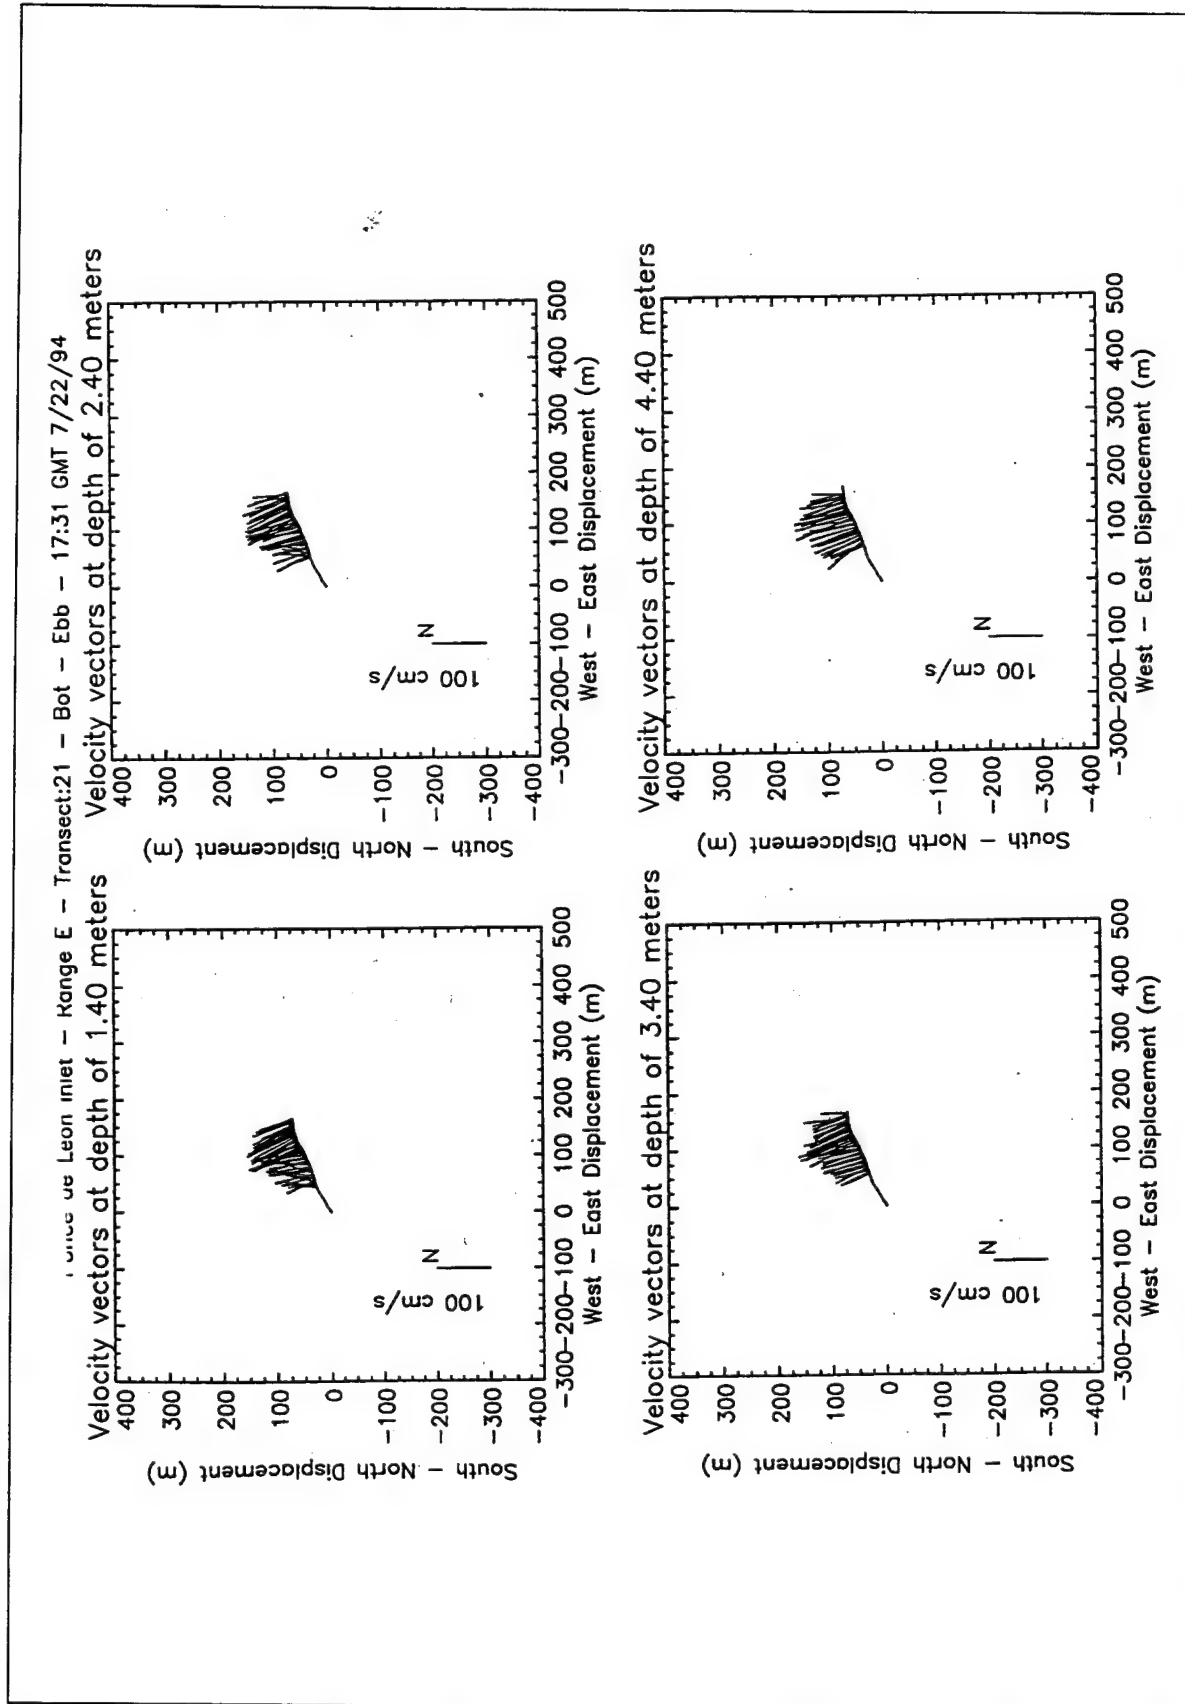 Ponce de Leon Inlet – Range E – Transect:21 – Bot – Ebb – 17:31 GMT 7/22/94
Velocity vectors at depth of 1.40 meters
400
300
200
100
0
-100
-200
-300
-400
South – North Displacement (m)
N
100 cm/s
-300-200-100 0 100 200 300 400 500
West – East Displacement (m)
Velocity vectors at depth of 2.40 meters
400
300
200
100
0
-100
-200
-300
-400
South – North Displacement (m)
N
100 cm/s
-300-200-100 0 100 200 300 400 500
West – East Displacement (m)
Velocity vectors at depth of 3.40 meters
400
300
200
100
0
-100
-200
-300
-400
South – North Displacement (m)
N
100 cm/s
-300-200-100 0 100 200 300 400 500
West – East Displacement (m)
Velocity vectors at depth of 4.40 meters
400
300
200
100
0
-100
-200
-300
-400
South – North Displacement (m)
N
100 cm/s
-300-200-100 0 100 200 300 400 500
West – East Displacement (m)